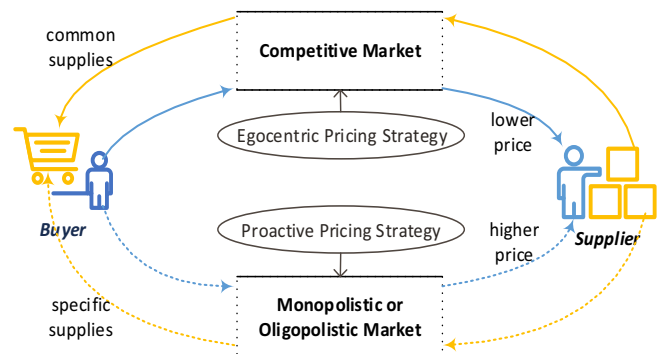 common
supplies
Competitive Market
Egocentric Pricing Strategy
lower
price
Buyer
Supplier
Proactive Pricing Strategy
higher
price
specific
supplies
Monopolistic or
Oligopolistic Market